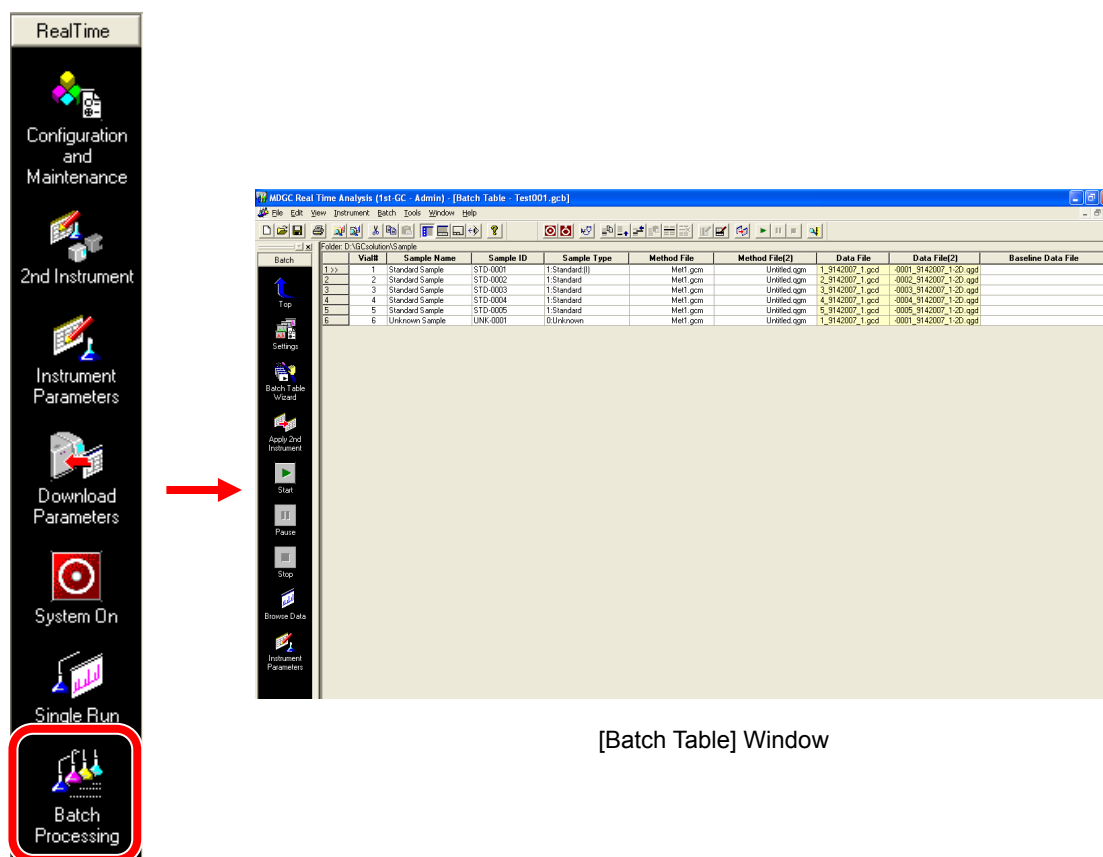 RealTime
Configuration
and
Maintenance
2nd Instrument
Instrument
Parameters
Download
Parameters
System On
Single Run
Batch
Processing
MDGC Real Time Analysis (1st-GC - Admin) - [Batch Table - Test001.gcb]
File Edit View Instrument Batch Tools Window Help
Folder: D:\GCsolution\Sample
Batch
Top
Settings
Batch Table
Wizard
Apply 2nd
Instrument
Start
Pause
Stop
Browse Data
Instrument
Parameters
Vial# Sample Name Sample ID Sample Type Method File Method File(2) Data File Data File(2) Baseline Data File
1 >> 1 Standard Sample STD-0001 1:Standard:(I) Met1.gcm Untitled.qgm 1_9142007_1.gcd -0001_9142007_1-2D.qgd
2 2 Standard Sample STD-0002 1:Standard Met1.gcm Untitled.qgm 2_9142007_1.gcd -0002_9142007_1-2D.qgd
3 3 Standard Sample STD-0003 1:Standard Met1.gcm Untitled.qgm 3_9142007_1.gcd -0003_9142007_1-2D.qgd
4 4 Standard Sample STD-0004 1:Standard Met1.gcm Untitled.qgm 4_9142007_1.gcd -0004_9142007_1-2D.qgd
5 5 Standard Sample STD-0005 1:Standard Met1.gcm Untitled.qgm 5_9142007_1.gcd -0005_9142007_1-2D.qgd
6 6 Unknown Sample UNK-0001 0:Unknown Met1.gcm Untitled.qgm 1_9142007_1.gcd -0001_9142007_1-2D.qgd
[Batch Table] Window